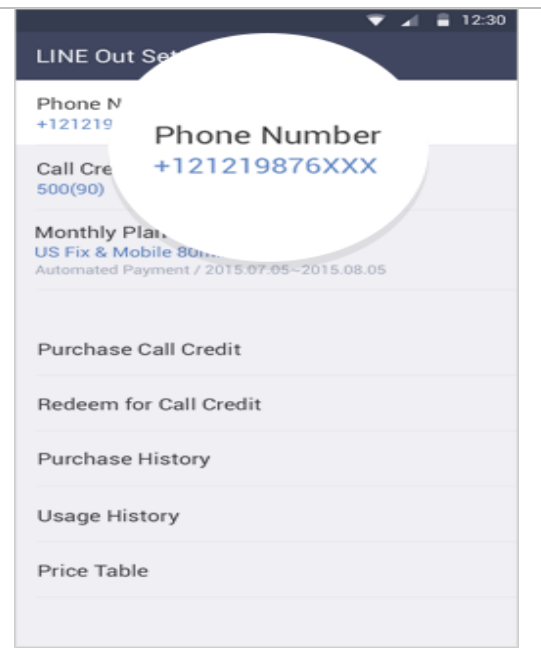 12:30
LINE Out Se
Phone N
+121219
Phone Number
+121219876XXX
Call Cre
500(90)
Monthly Plan
US Fix & Mobile 80
Automated Payment / 2015.07.05~2015.08.05
Purchase Call Credit
Redeem for Call Credit
Purchase History
Usage History
Price Table